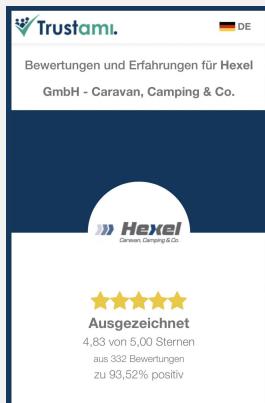 Trustami.
DE
Bewertungen und Erfahrungen für Hexel
GmbH - Caravan, Camping & Co.
Hexel
Caravan, Camping & Co.
Ausgezeichnet
4,83 von 5,00 Sternen
aus 332 Bewertungen
zu 93,52% positiv